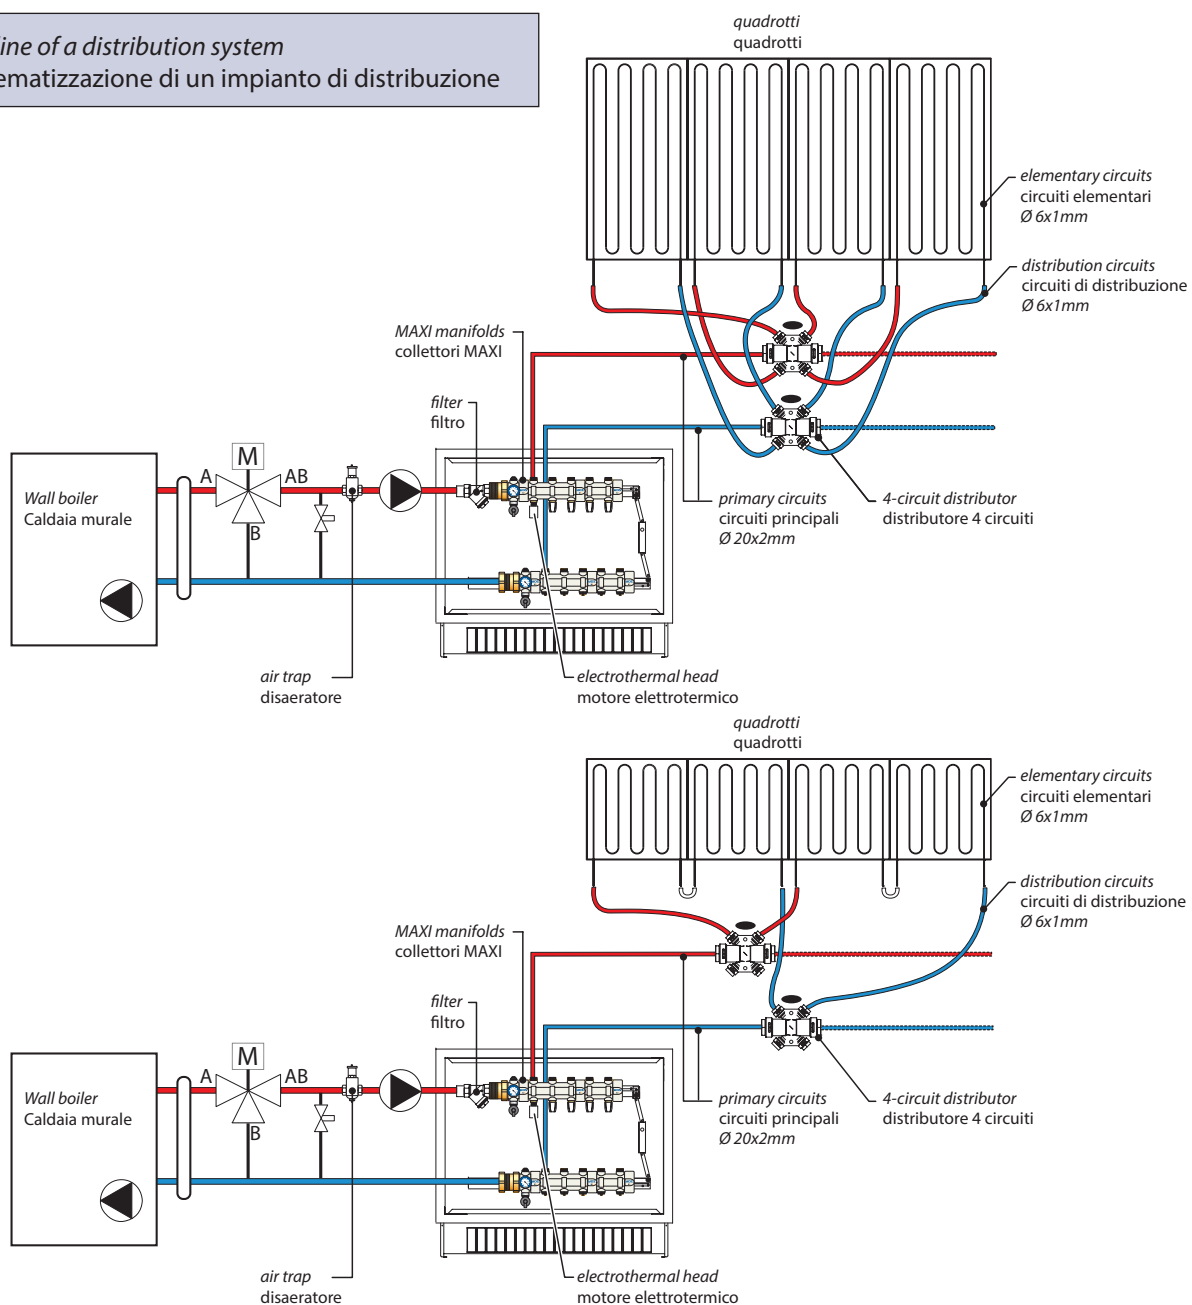 line of a distribution system
ematizzazione di un impianto di distribuzione
quadrotti
quadrotti
elementary circuits
circuiti elementari
Ø 6x1mm
distribution circuits
circuiti di distribuzione
Ø 6x1mm
MAXI manifolds
collettori MAXI
filter
filtro
M
A
AB
B
Wall boiler
Caldaia murale
primary circuits
circuiti principali
Ø 20x2mm
4-circuit distributor
distributore 4 circuiti
air trap
disaeratore
electrothermal head
motore elettrotermico
quadrotti
quadrotti
elementary circuits
circuiti elementari
Ø 6x1mm
distribution circuits
circuiti di distribuzione
Ø 6x1mm
MAXI manifolds
collettori MAXI
filter
filtro
M
A
AB
B
Wall boiler
Caldaia murale
primary circuits
circuiti principali
Ø 20x2mm
4-circuit distributor
distributore 4 circuiti
air trap
disaeratore
electrothermal head
motore elettrotermico